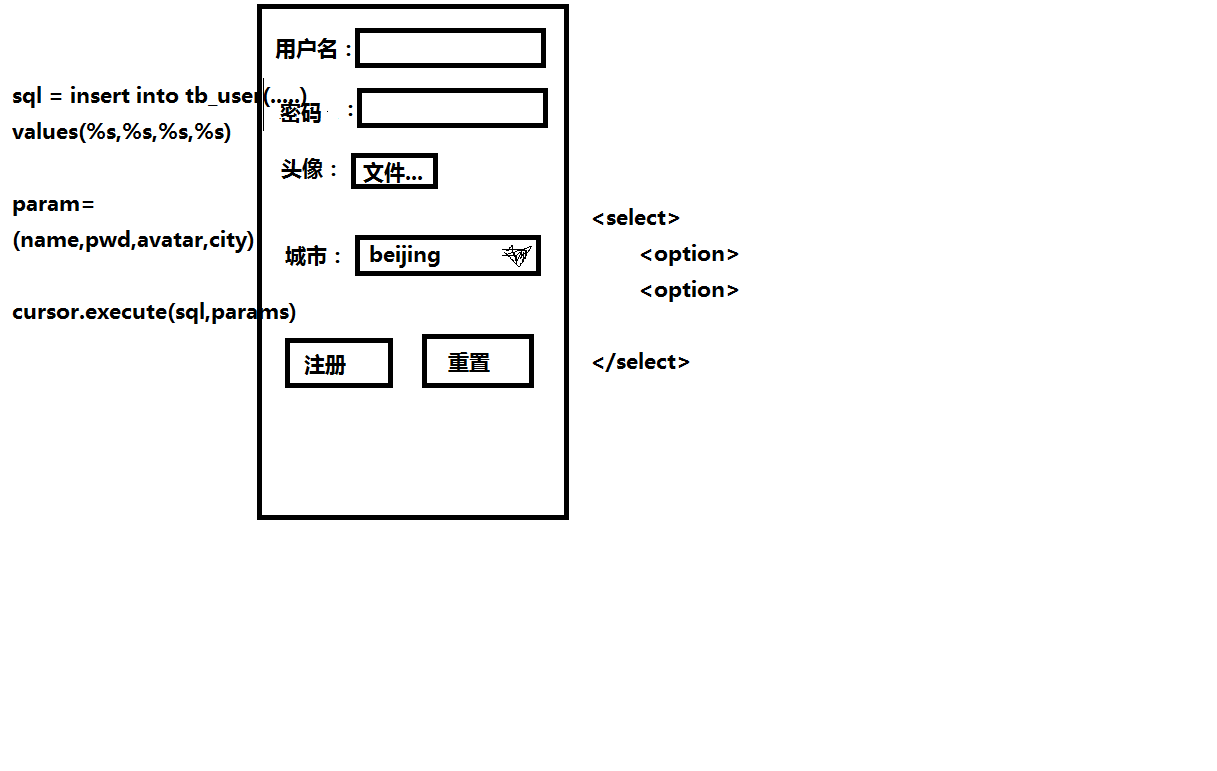 用户名：
sql = insert into tb_user(.....)
密码 ：
values(%s,%s,%s,%s)
头像： 文件...
param=
(name,pwd,avatar,city)
城市： beijing
cursor.execute(sql,params)
注册 重置
<select>
<option>
<option>
</select>